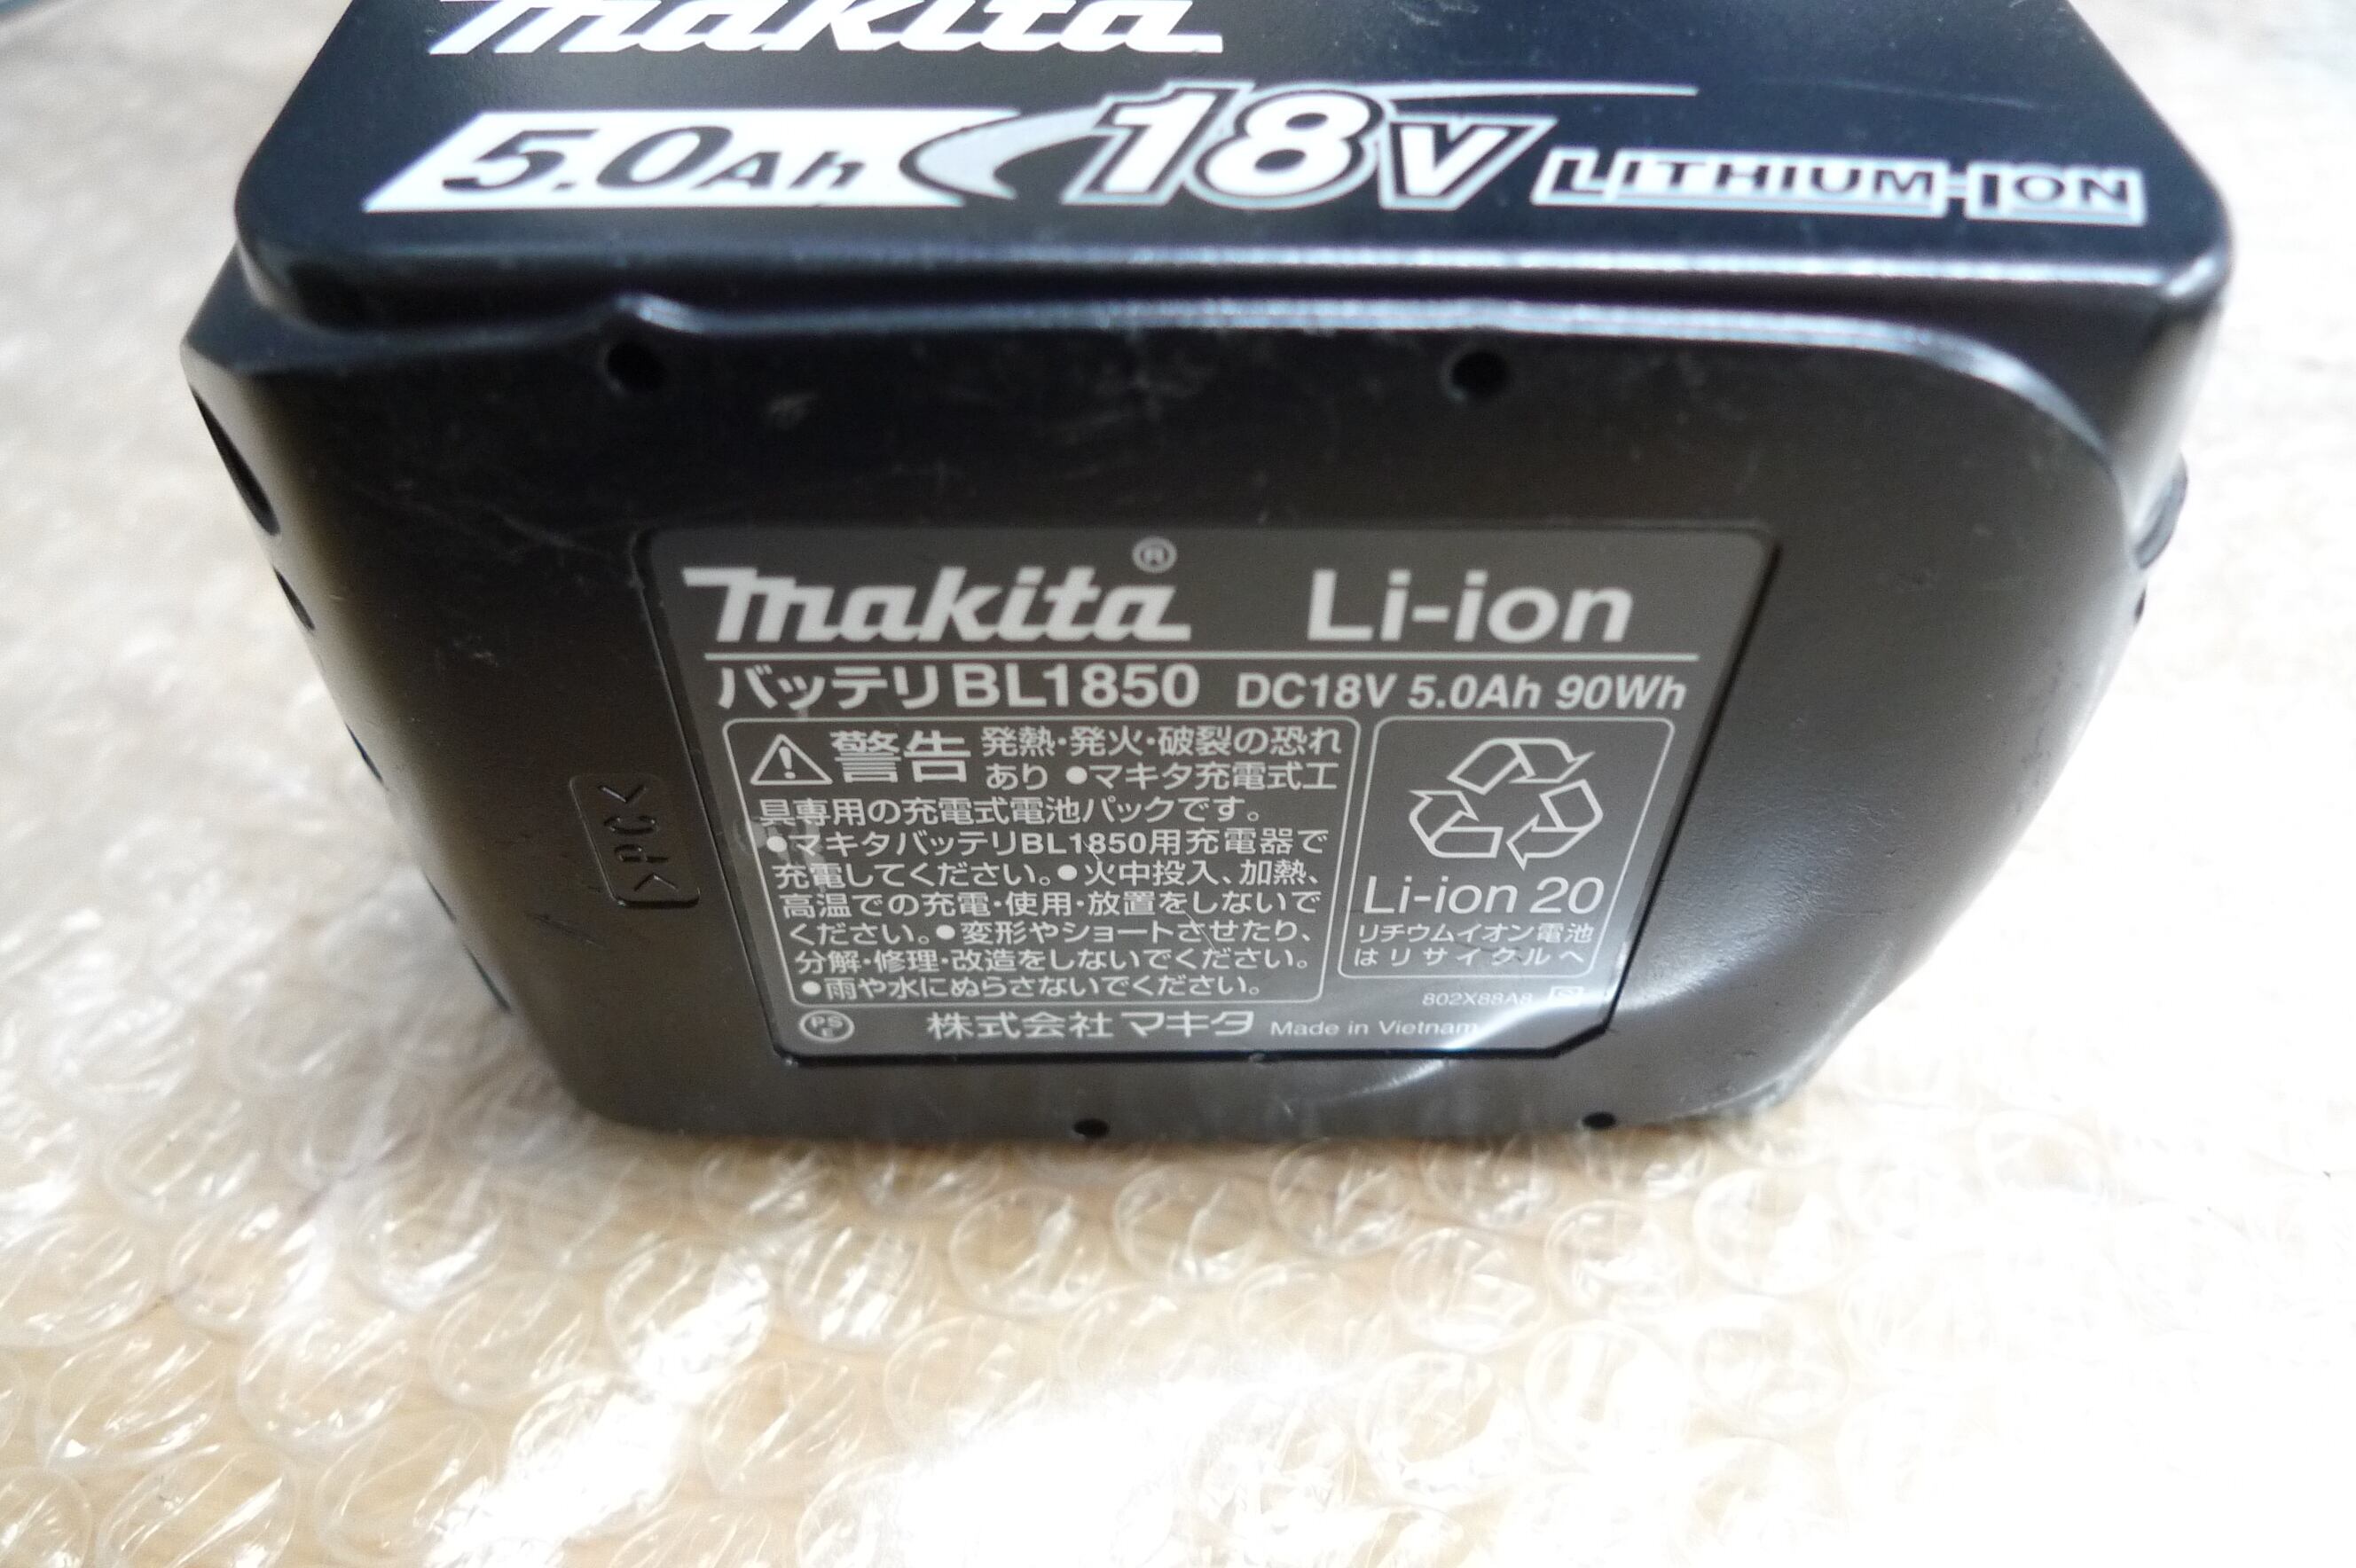 makita
5.0Ah 18V LITHIUM-ION
makita® Li-ion
バッテリBL1850 DC18V 5.0Ah 90Wh
⚠警告 発熱・発火・破裂の恐れ
あり ●マキタ充電式工
具専用の充電式電池パックです。
●マキタバッテリBL1850用充電器で
充電してください。●火中投入、加熱、
高温での充電・使用・放置をしないで
ください。●変形やショートさせたり、
分解・修理・改造をしないでください。
●雨や水にぬらさないでください。
Li-ion 20
リチウムイオン電池
はリサイクルへ
802X88A8
PS
E
株式会社マキタ Made in Vietnam
>PC<